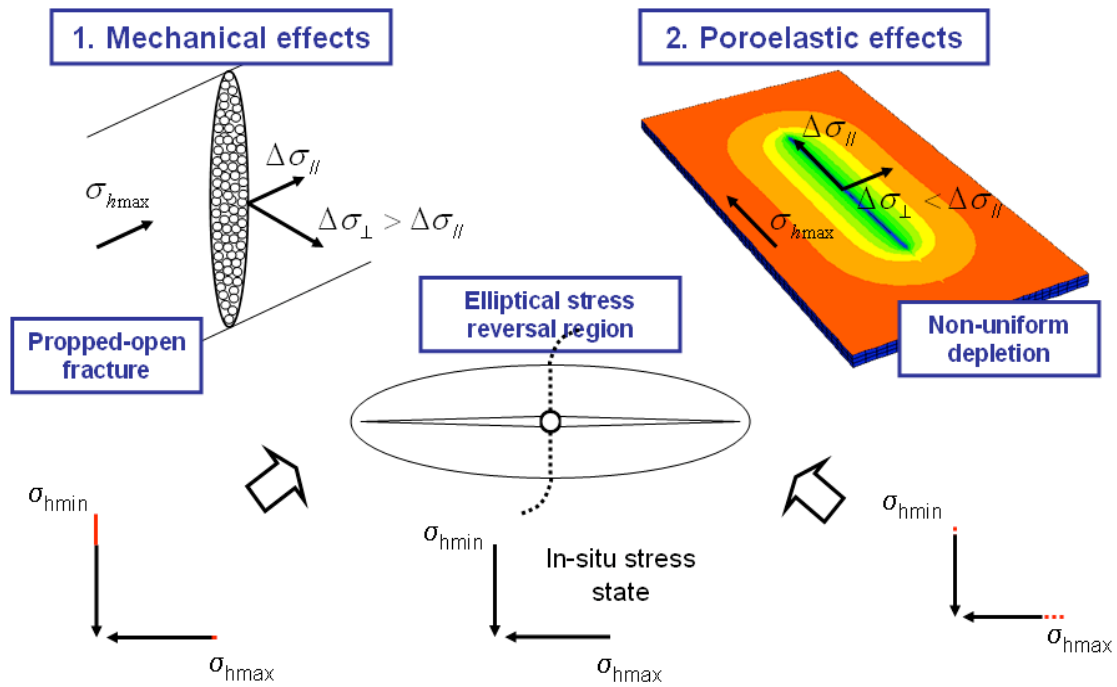 1. Mechanical effects
2. Poroelastic effects
Δσ//
σhmax
Δσ⊥ > Δσ//
Δσ//
Δσ⊥ < Δσ//
σhmax
Propped-open
fracture
Elliptical stress
reversal region
Non-uniform
depletion
σhmin
σhmax
σhmin
In-situ stress
state
σhmax
σhmin
σhmax